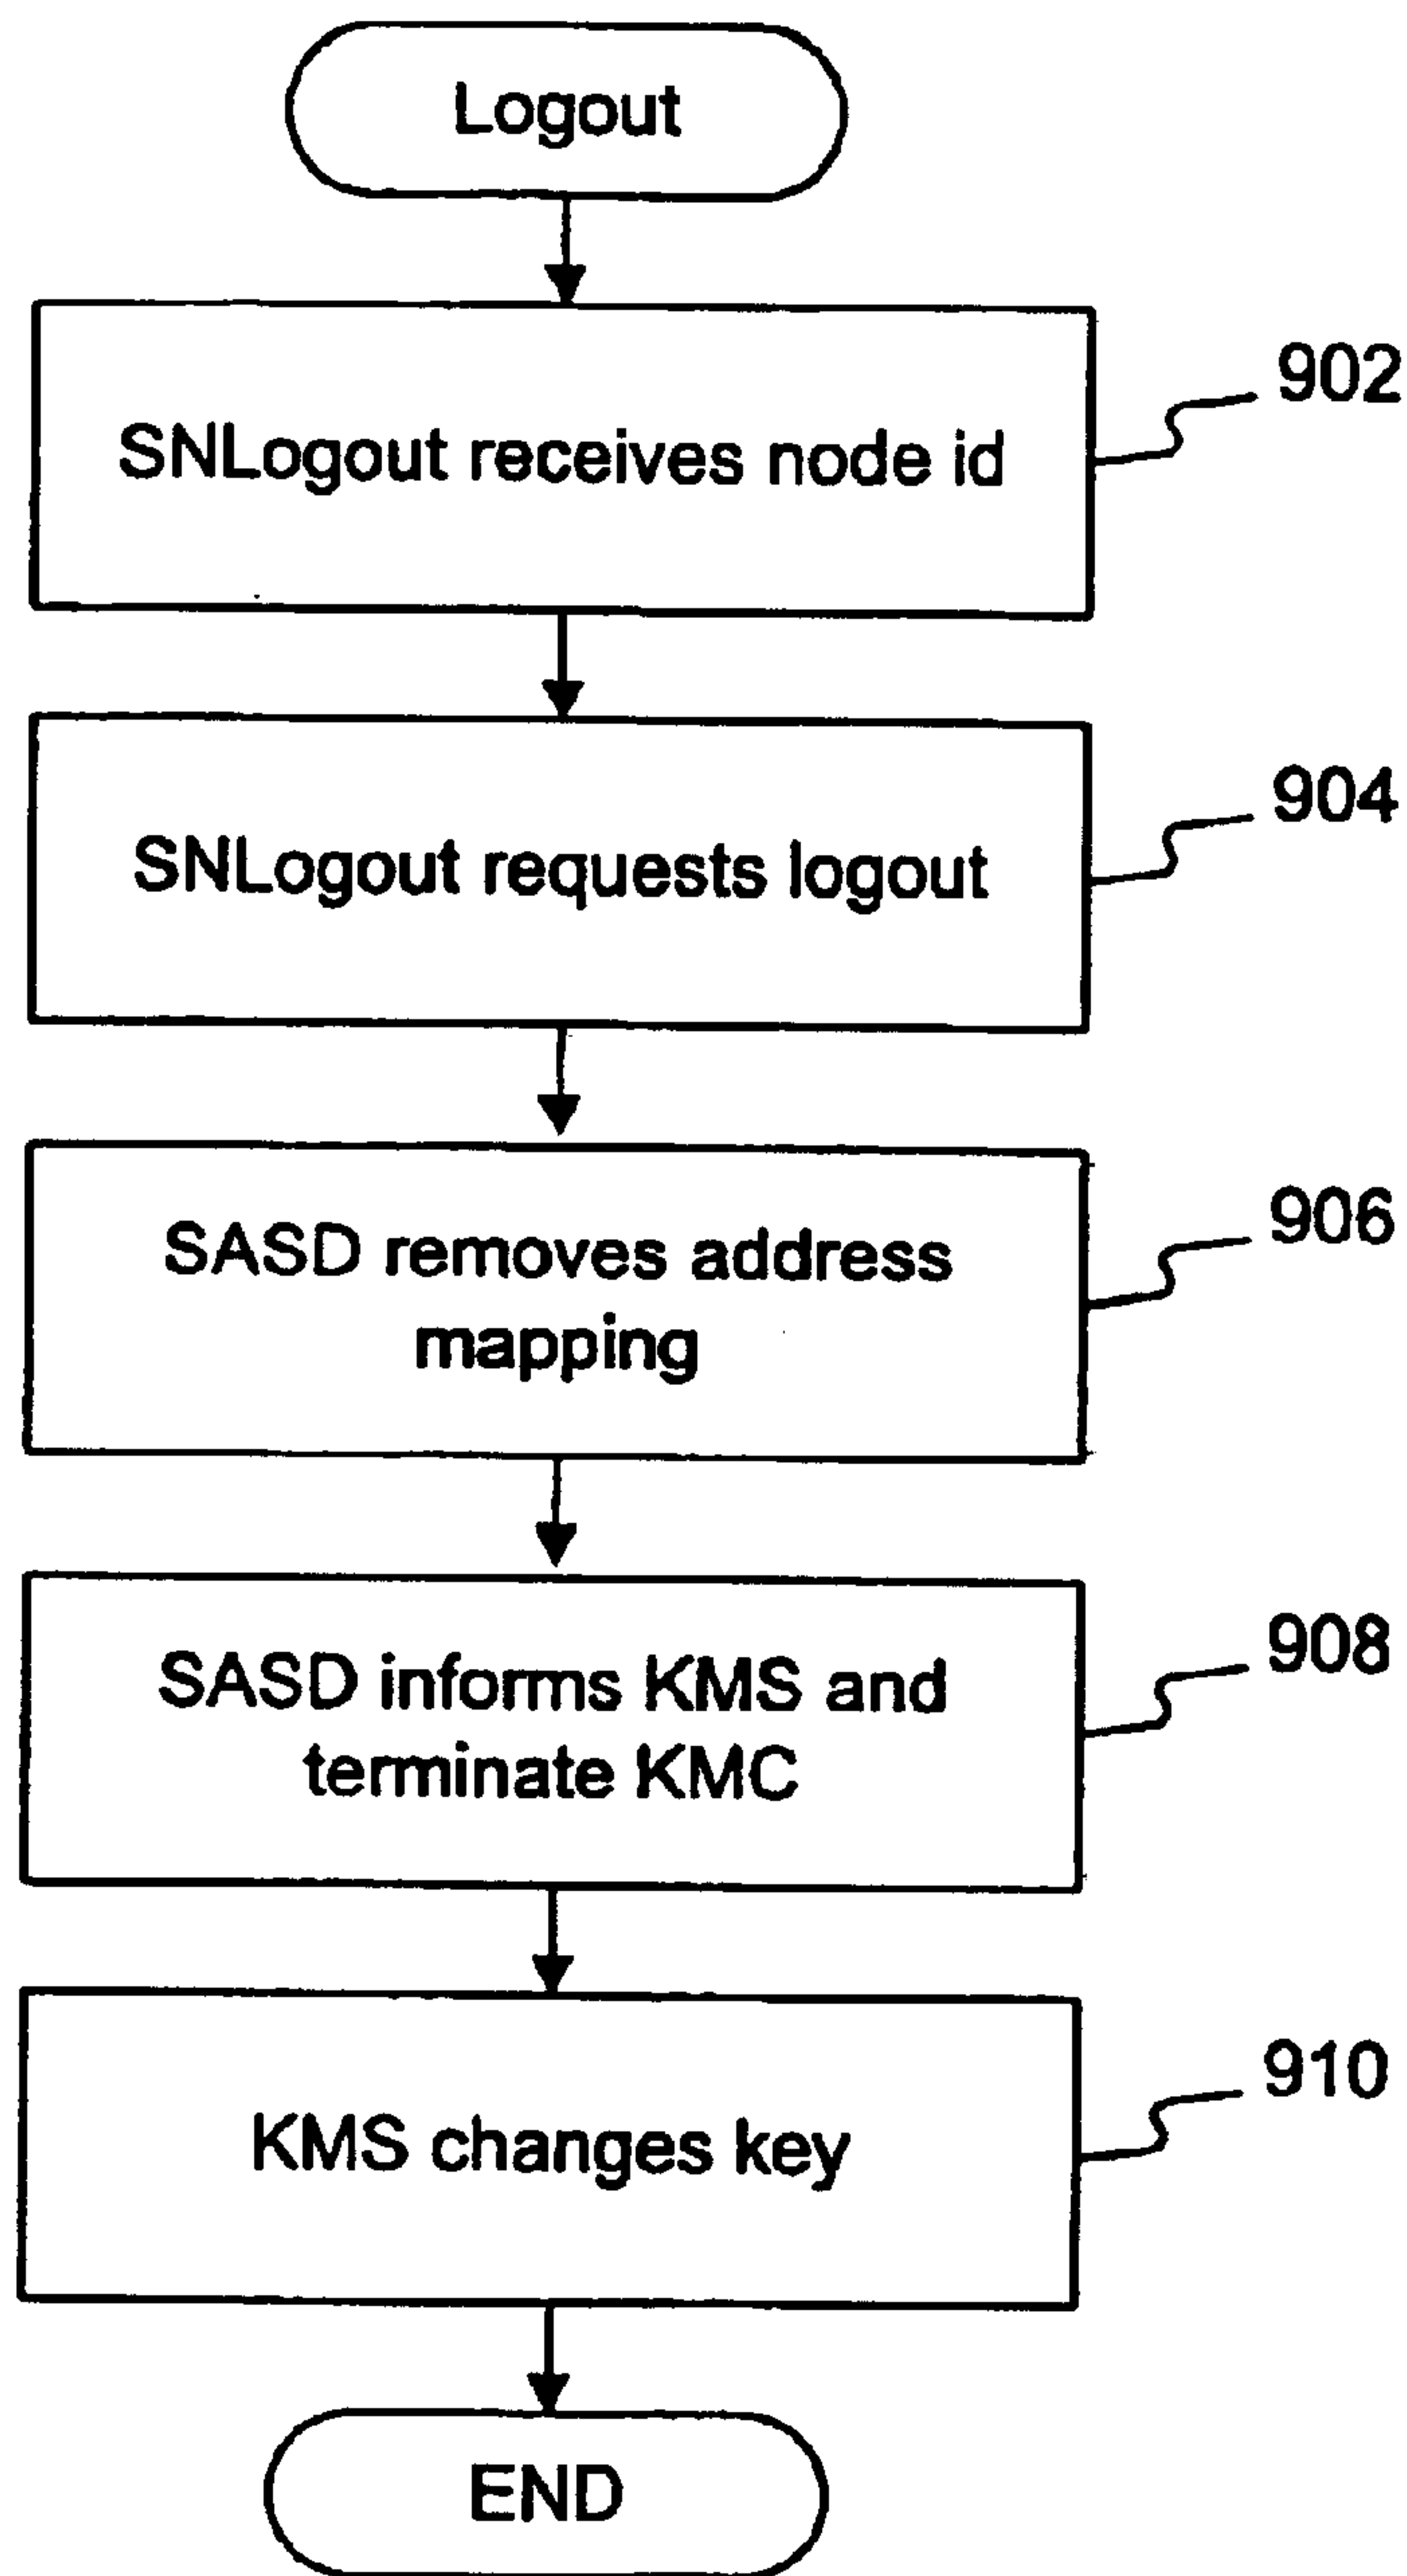 Logout
SNLogout receives node id
902
SNLogout requests logout
904
SASD removes address
mapping
906
SASD informs KMS and
terminate KMC
908
KMS changes key
910
END